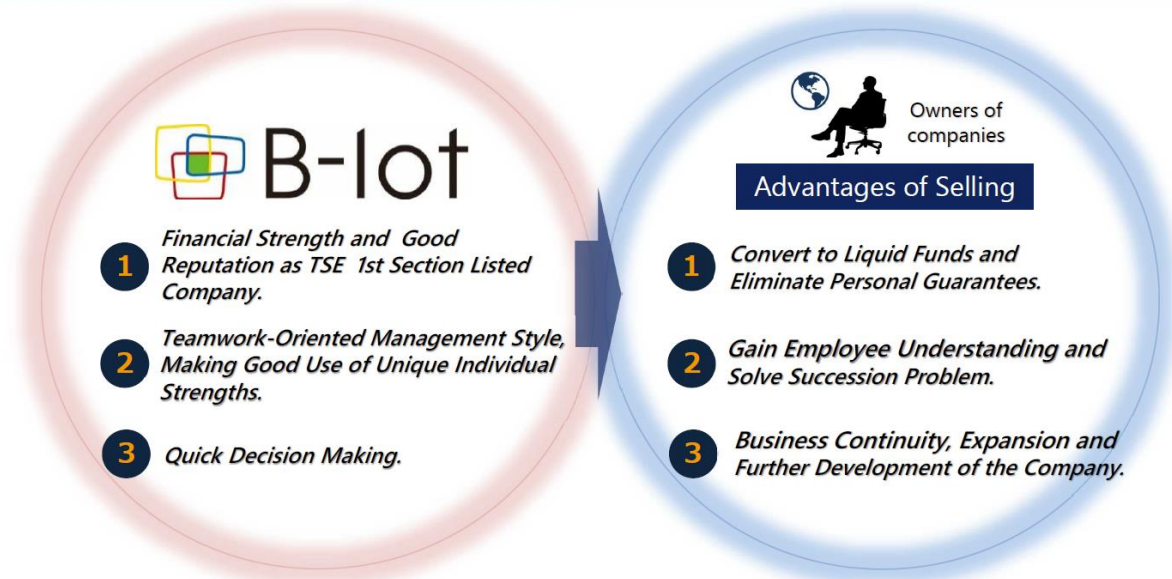 B-lot
1
Financial Strength and Good
Reputation as TSE 1st Section Listed
Company.
2
Teamwork-Oriented Management Style,
Making Good Use of Unique Individual
Strengths.
3
Quick Decision Making.
Owners of
companies
Advantages of Selling
1
Convert to Liquid Funds and
Eliminate Personal Guarantees.
2
Gain Employee Understanding and
Solve Succession Problem.
3
Business Continuity, Expansion and
Further Development of the Company.